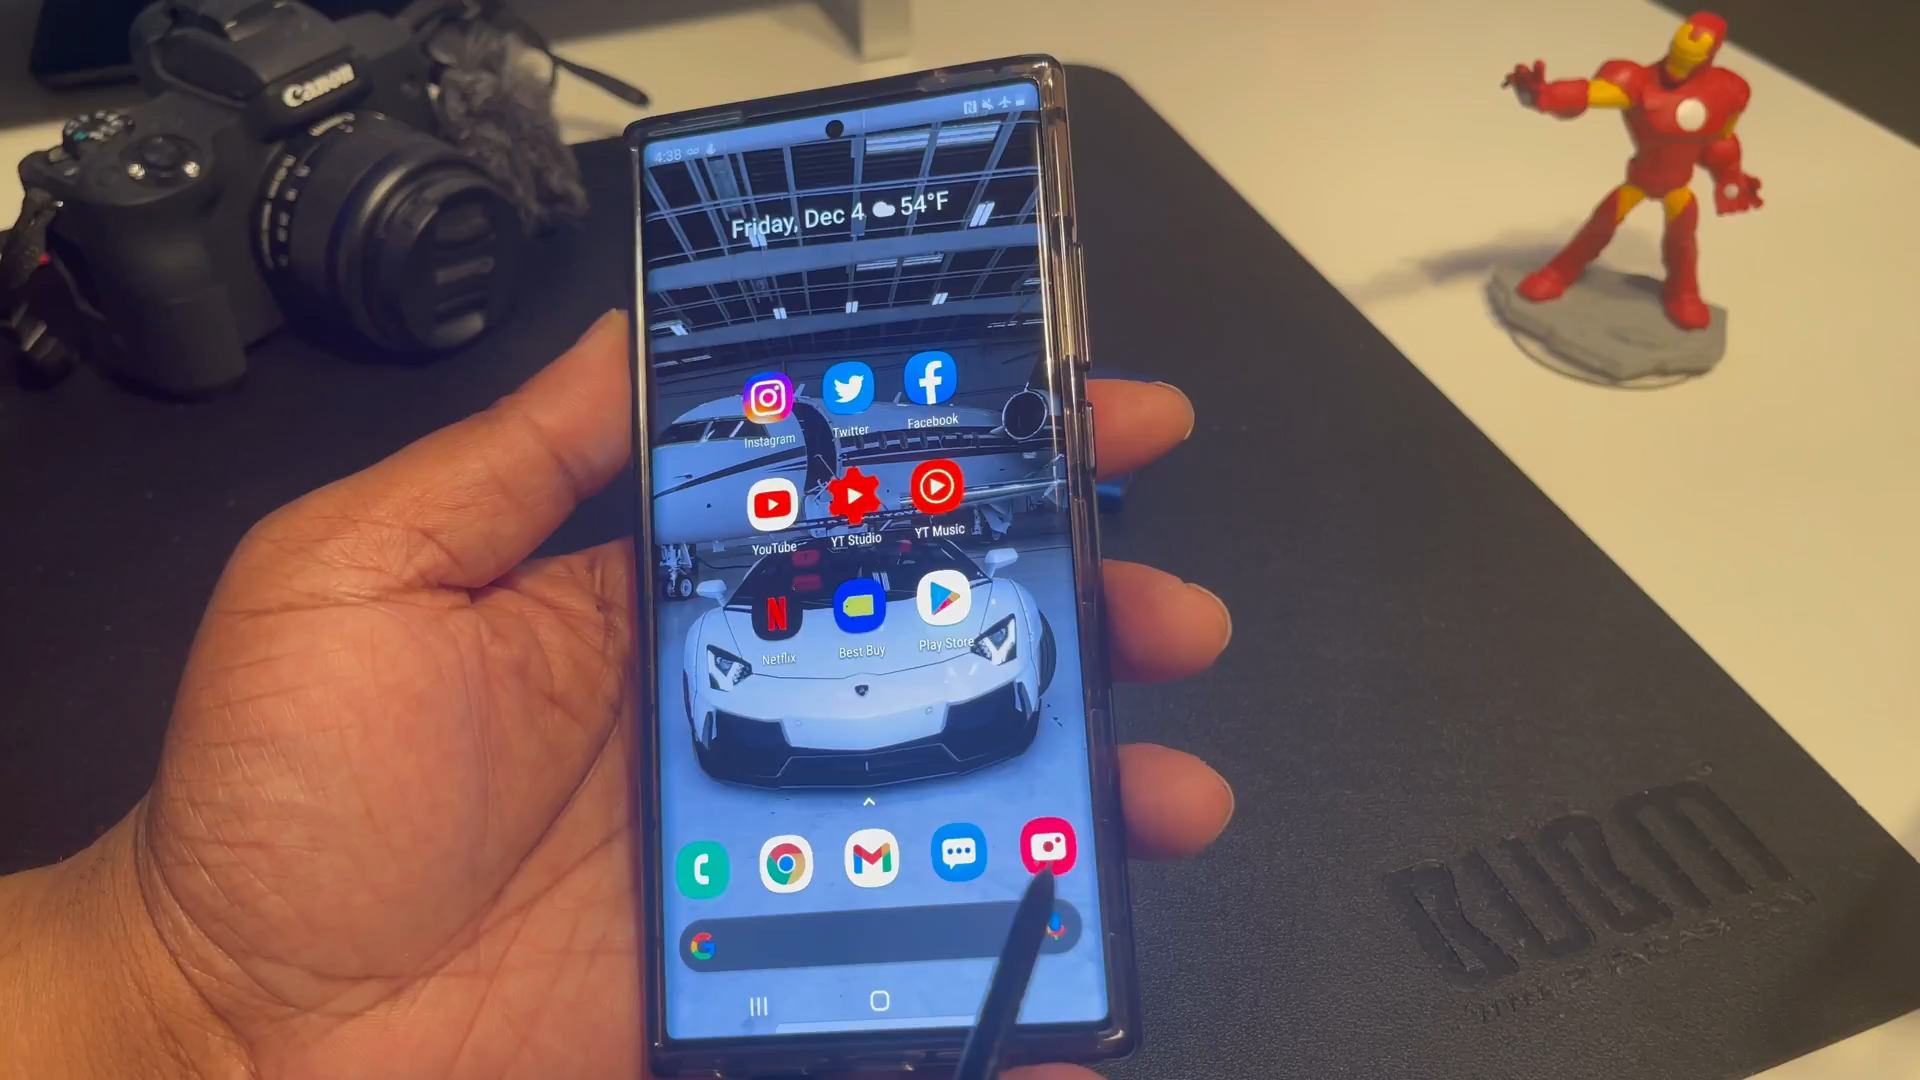 Canon
4:38
Friday, Dec 4 54°F
Instagram
Twitter
Facebook
YouTube
YT Studio
YT Music
Netflix
Best Buy
Play Store
BUBM